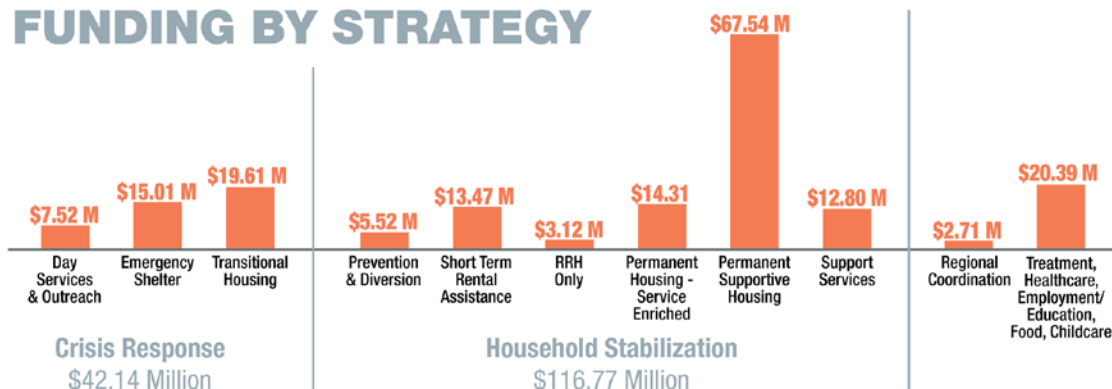 FUNDING BY STRATEGY
$7.52 M
$15.01 M
$19.61 M
$5.52 M
$13.47 M
$3.12 M
$14.31
$67.54 M
$12.80 M
$2.71 M
$20.39 M
Day
Services
& Outreach
Emergency
Shelter
Transitional
Housing
Prevention
& Diversion
Short Term
Rental
Assistance
RRH
Only
Permanent
Housing -
Service
Enriched
Permanent
Supportive
Housing
Support
Services
Regional
Coordination
Treatment,
Healthcare,
Employment/
Education,
Food, Childcare
Crisis Response
$42.14 Million
Household Stabilization
$116.77 Million